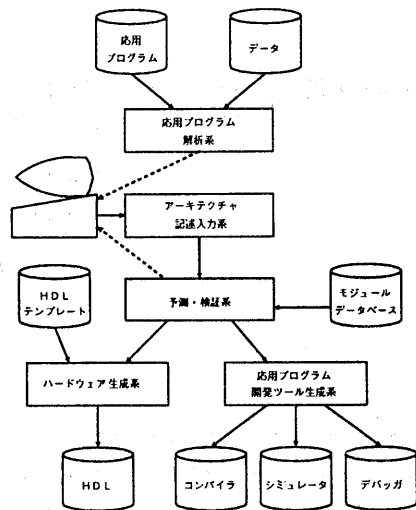 応用
プログラム
データ
応用プログラム
解析系
アーキテクチャ
記述入力系
予測・検証系
HDL
テンプレート
モジュール
データベース
ハードウェア生成系
応用プログラム
開発ツール生成系
HDL
コンパイラ
シミュレータ
デバッガ